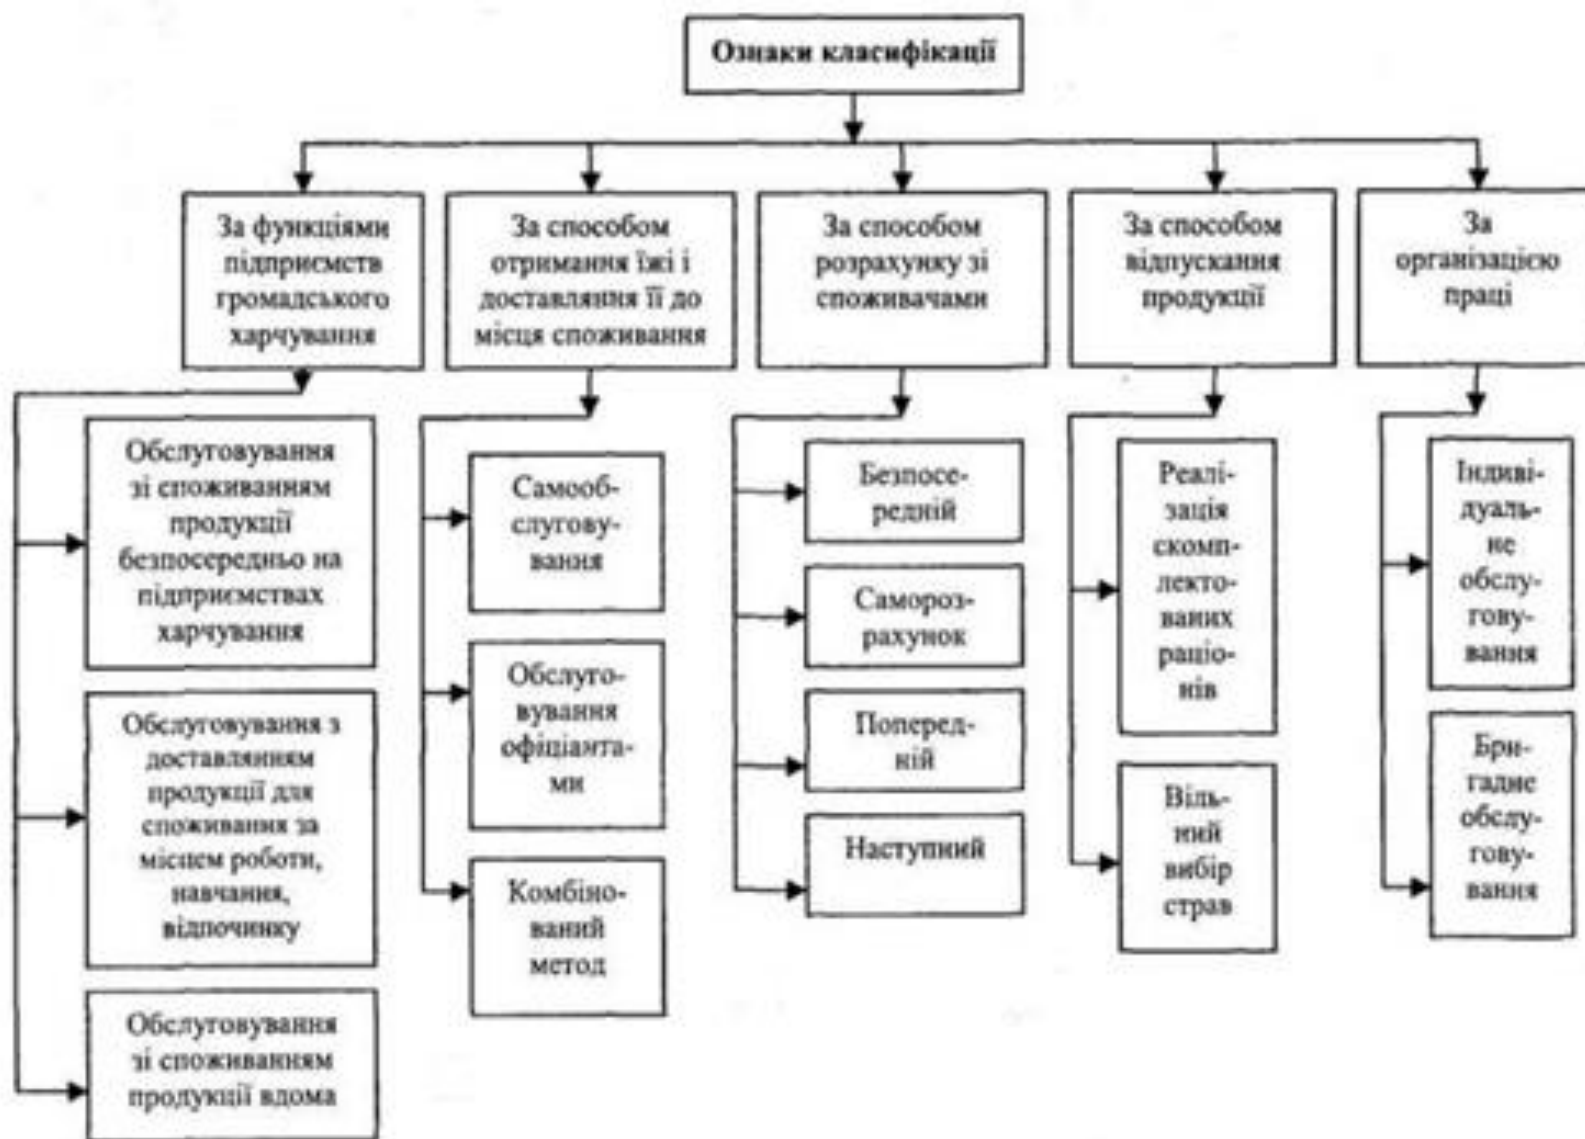 Ознаки класифікації
За функціями
підприємств
громадського
харчування
За способом
отримання їжі і
доставляння її до
місця споживання
За способом
розрахунку зі
споживачами
За способом
відпускання
продукції
За
організацією
праці
Обслуговування
зі споживанням
продукції
безпосередньо на
підприємствах
харчування
Обслуговування з
доставлянням
продукції для
споживання за
місцем роботи,
навчання,
відпочинку
Обслуговування
зі споживанням
продукції вдома
Самооб-
слугову-
вання
Обслуго-
вування
офіціанта-
ми
Комбіно-
ваний
метод
Безпосе-
редній
Самороз-
рахунок
Поперед-
ній
Наступний
Реалі-
зація
скомп-
лекто-
ваних
раціо-
нів
Віль-
ний
вибір
страв
Індиві-
дуаль-
не
обслу-
гову-
вання
Бри-
гадне
обслу-
гову-
вання